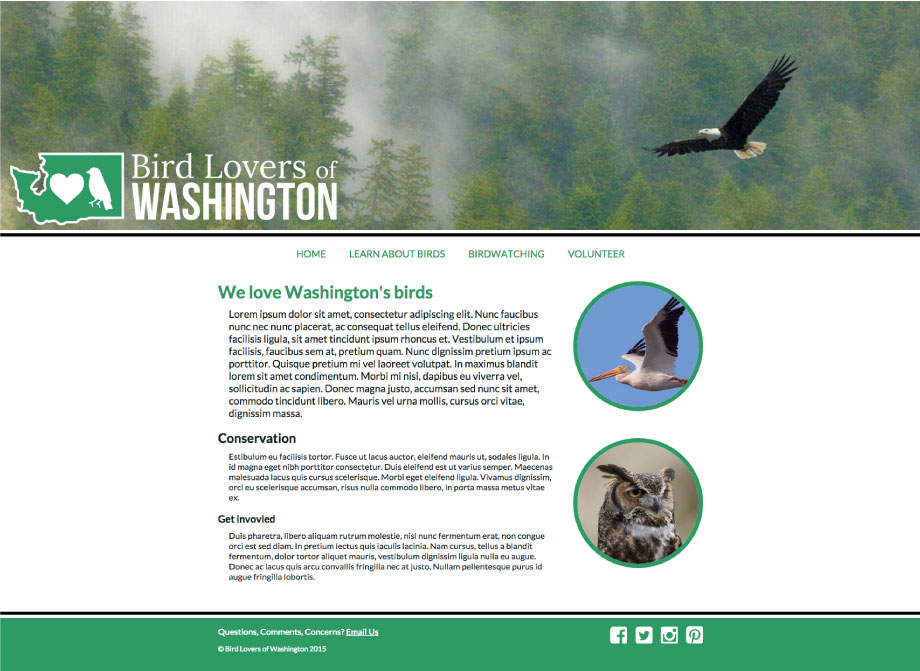 Bird Lovers of
WASHINGTON
HOME LEARN ABOUT BIRDS BIRDWATCHING VOLUNTEER
We love Washington's birds
Lorem ipsum dolor sit amet, consectetur adipiscing elit. Nunc faucibus
nunc nec nunc placerat, ac consequat tellus eleifend. Donec ultricies
facilisis ligula, sit amet tincidunt ipsum rhoncus et. Vestibulum et ipsum
facilisis, faucibus sem at, pretium quam. Nunc dignissim pretium ipsum ac
porttitor. Quisque pretium mi vel laoreet volutpat. In maximus blandit
lorem sit amet condimentum. Morbi mi nisi, dapibus eu viverra vel,
sollicitudin ac sapien. Donec magna justo, accumsan sed nunc sit amet,
commodo tincidunt libero. Mauris vel urna mollis, cursus orci vitae,
dignissim massa.
Conservation
Estibulum eu facilisis tortor. Fusce ut lacus auctor, eleifend mauris ut, sodales ligula. In
id magna eget nibh porttitor consectetur. Duis eleifend est ut varius semper. Maecenas
malesuada lacus quis cursus scelerisque. Morbi eget eleifend ligula. Vivamus dignissim,
orci eu scelerisque accumsan, risus nulla commodo libero, in porta massa metus vitae
ex.
Get invovled
Duis pharetra, libero aliquam rutrum molestie, nisl nunc fermentum erat, non congue
orci est sed diam. In pretium lectus quis iaculis lacinia. Nam cursus, tellus a blandit
fermentum, dolor tortor aliquet mauris, vestibulum dignissim ligula nulla eu augue.
Donec ac lacus quis arcu convallis fringilla nec at justo. Nullam pellentesque purus id
augue fringilla lobortis.
Questions, Comments, Concerns? Email Us
© Bird Lovers of Washington 2015